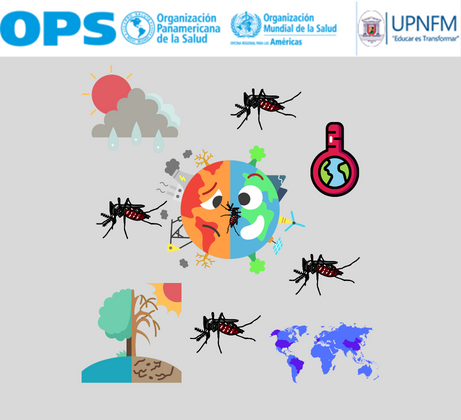 OPS
Organización
Panamericana
de la Salud
Organización
Mundial de la Salud
OFICINA REGIONAL PARA LAS Américas
UPNFM
"Educar es Transformar"